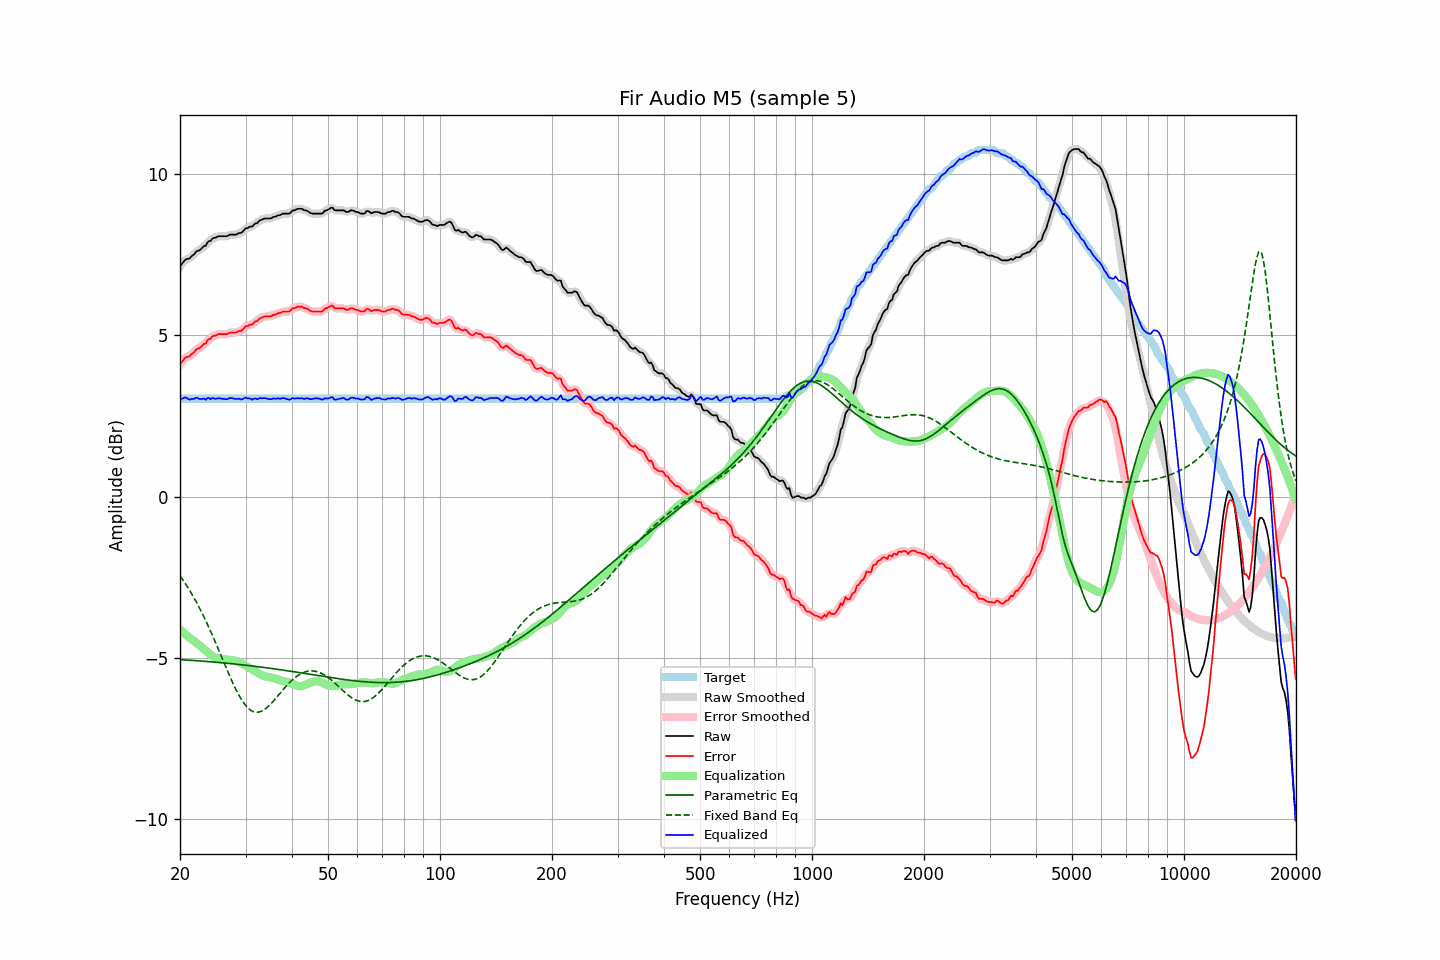 Fir Audio M5 (sample 5)
Amplitude (dBr)
10
5
0
−5
−10
Target
Raw Smoothed
Error Smoothed
Raw
Error
Equalization
Parametric Eq
Fixed Band Eq
Equalized
20 50 100 200 500 1000 2000 5000 10000 20000
Frequency (Hz)